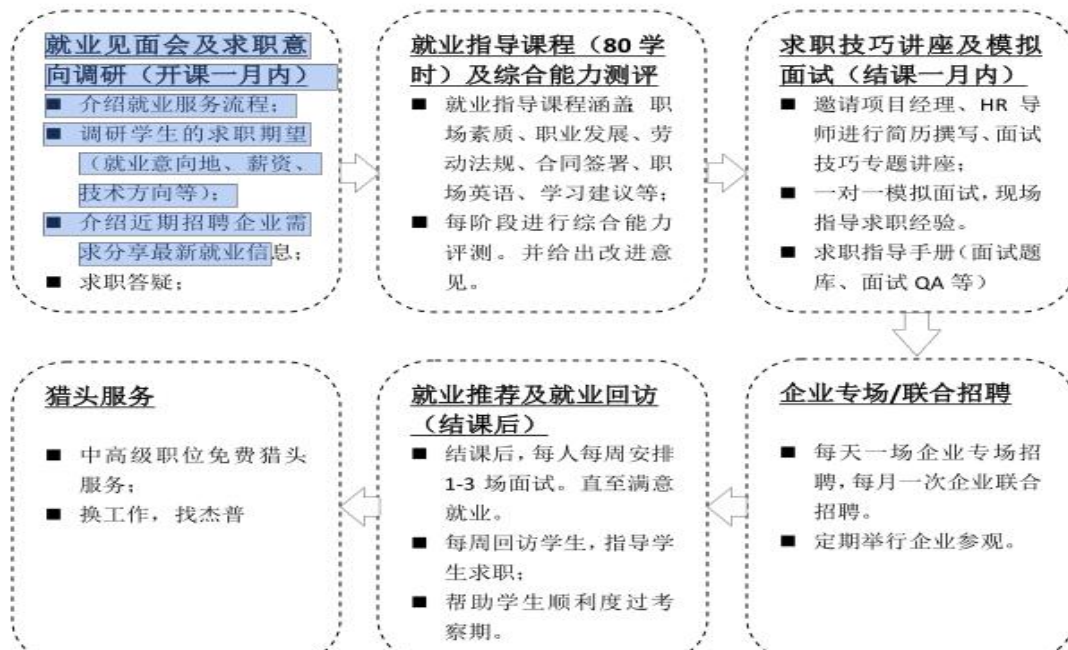 就业见面会及求职意
向调研（开课一月内）
■ 介绍就业服务流程；
■ 调研学生的求职期望
（就业意向地、薪资、
技术方向等）；
■ 介绍近期招聘企业需
求分享最新就业信息；
■ 求职答疑；
就业指导课程（80 学
时）及综合能力测评
■ 就业指导课程涵盖：职
场素质、职业发展、劳
动法规、合同签署、职
场英语、学习建议等；
■ 每阶段进行综合能力
评测。并给出改进意
见。
求职技巧讲座及模拟
面试（结课一月内）
■ 邀请项目经理、HR 导
师进行简历撰写、面试
技巧专题讲座；
■ 一对一模拟面试，现场
指导求职经验。
■ 求职指导手册（面试题
库、面试 QA 等）
企业专场/联合招聘
■ 每天一场企业专场招
聘，每月一次企业联合
招聘。
■ 定期举行企业参观。
就业推荐及就业回访
（结课后）
■ 结课后，每人每周安排
1-3 场面试。直至满意
就业。
■ 每周回访学生，指导学
生求职；
■ 帮助学生顺利度过考
察期。
猎头服务
■ 中高级职位免费猎头
服务；
■ 换工作，找杰普